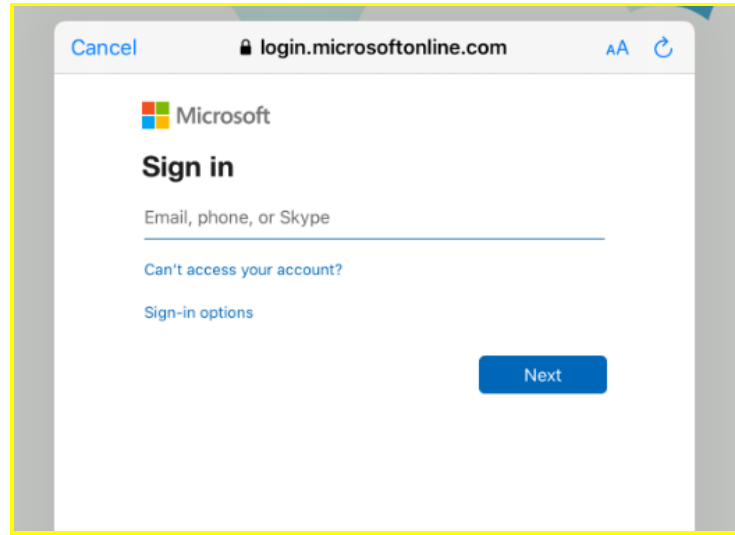 Cancel login.microsoftonline.com AA
Microsoft
Sign in
Email, phone, or Skype
Can't access your account?
Sign-in options
Next